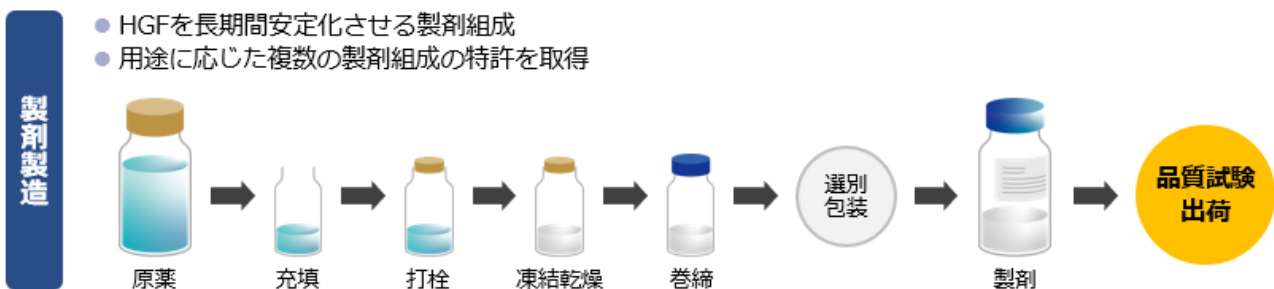 製剤製造
HGFを長期間安定化させる製剤組成
用途に応じた複数の製剤組成の特許を取得
原薬
充填
打栓
凍結乾燥
巻締
選別
包装
製剤
品質試験
出荷